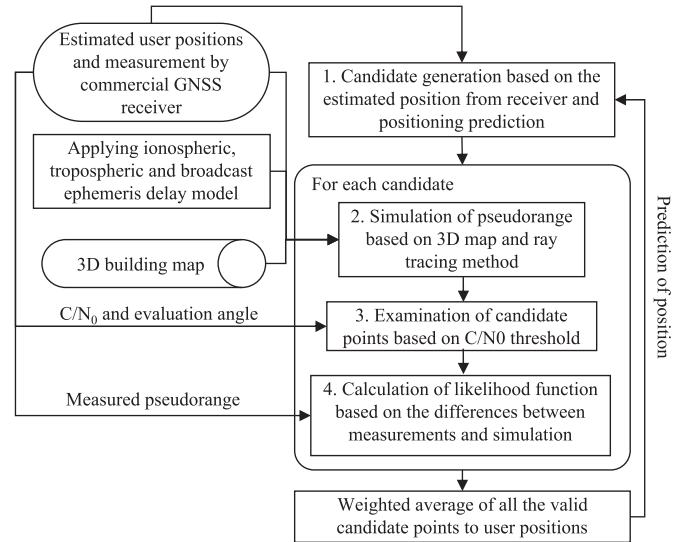 Estimated user positions
and measurement by
commercial GNSS
receiver
1. Candidate generation based on the
estimated position from receiver and
positioning prediction
Applying ionospheric,
tropospheric and broadcast
ephemeris delay model
For each candidate
2. Simulation of pseudorange
based on 3D map and ray
tracing method
3D building map
C/N0 and evaluation angle
3. Examination of candidate
points based on C/N0 threshold
Measured pseudorange
4. Calculation of likelihood function
based on the differences between
measurements and simulation
Weighted average of all the valid
candidate points to user positions
Prediction of position